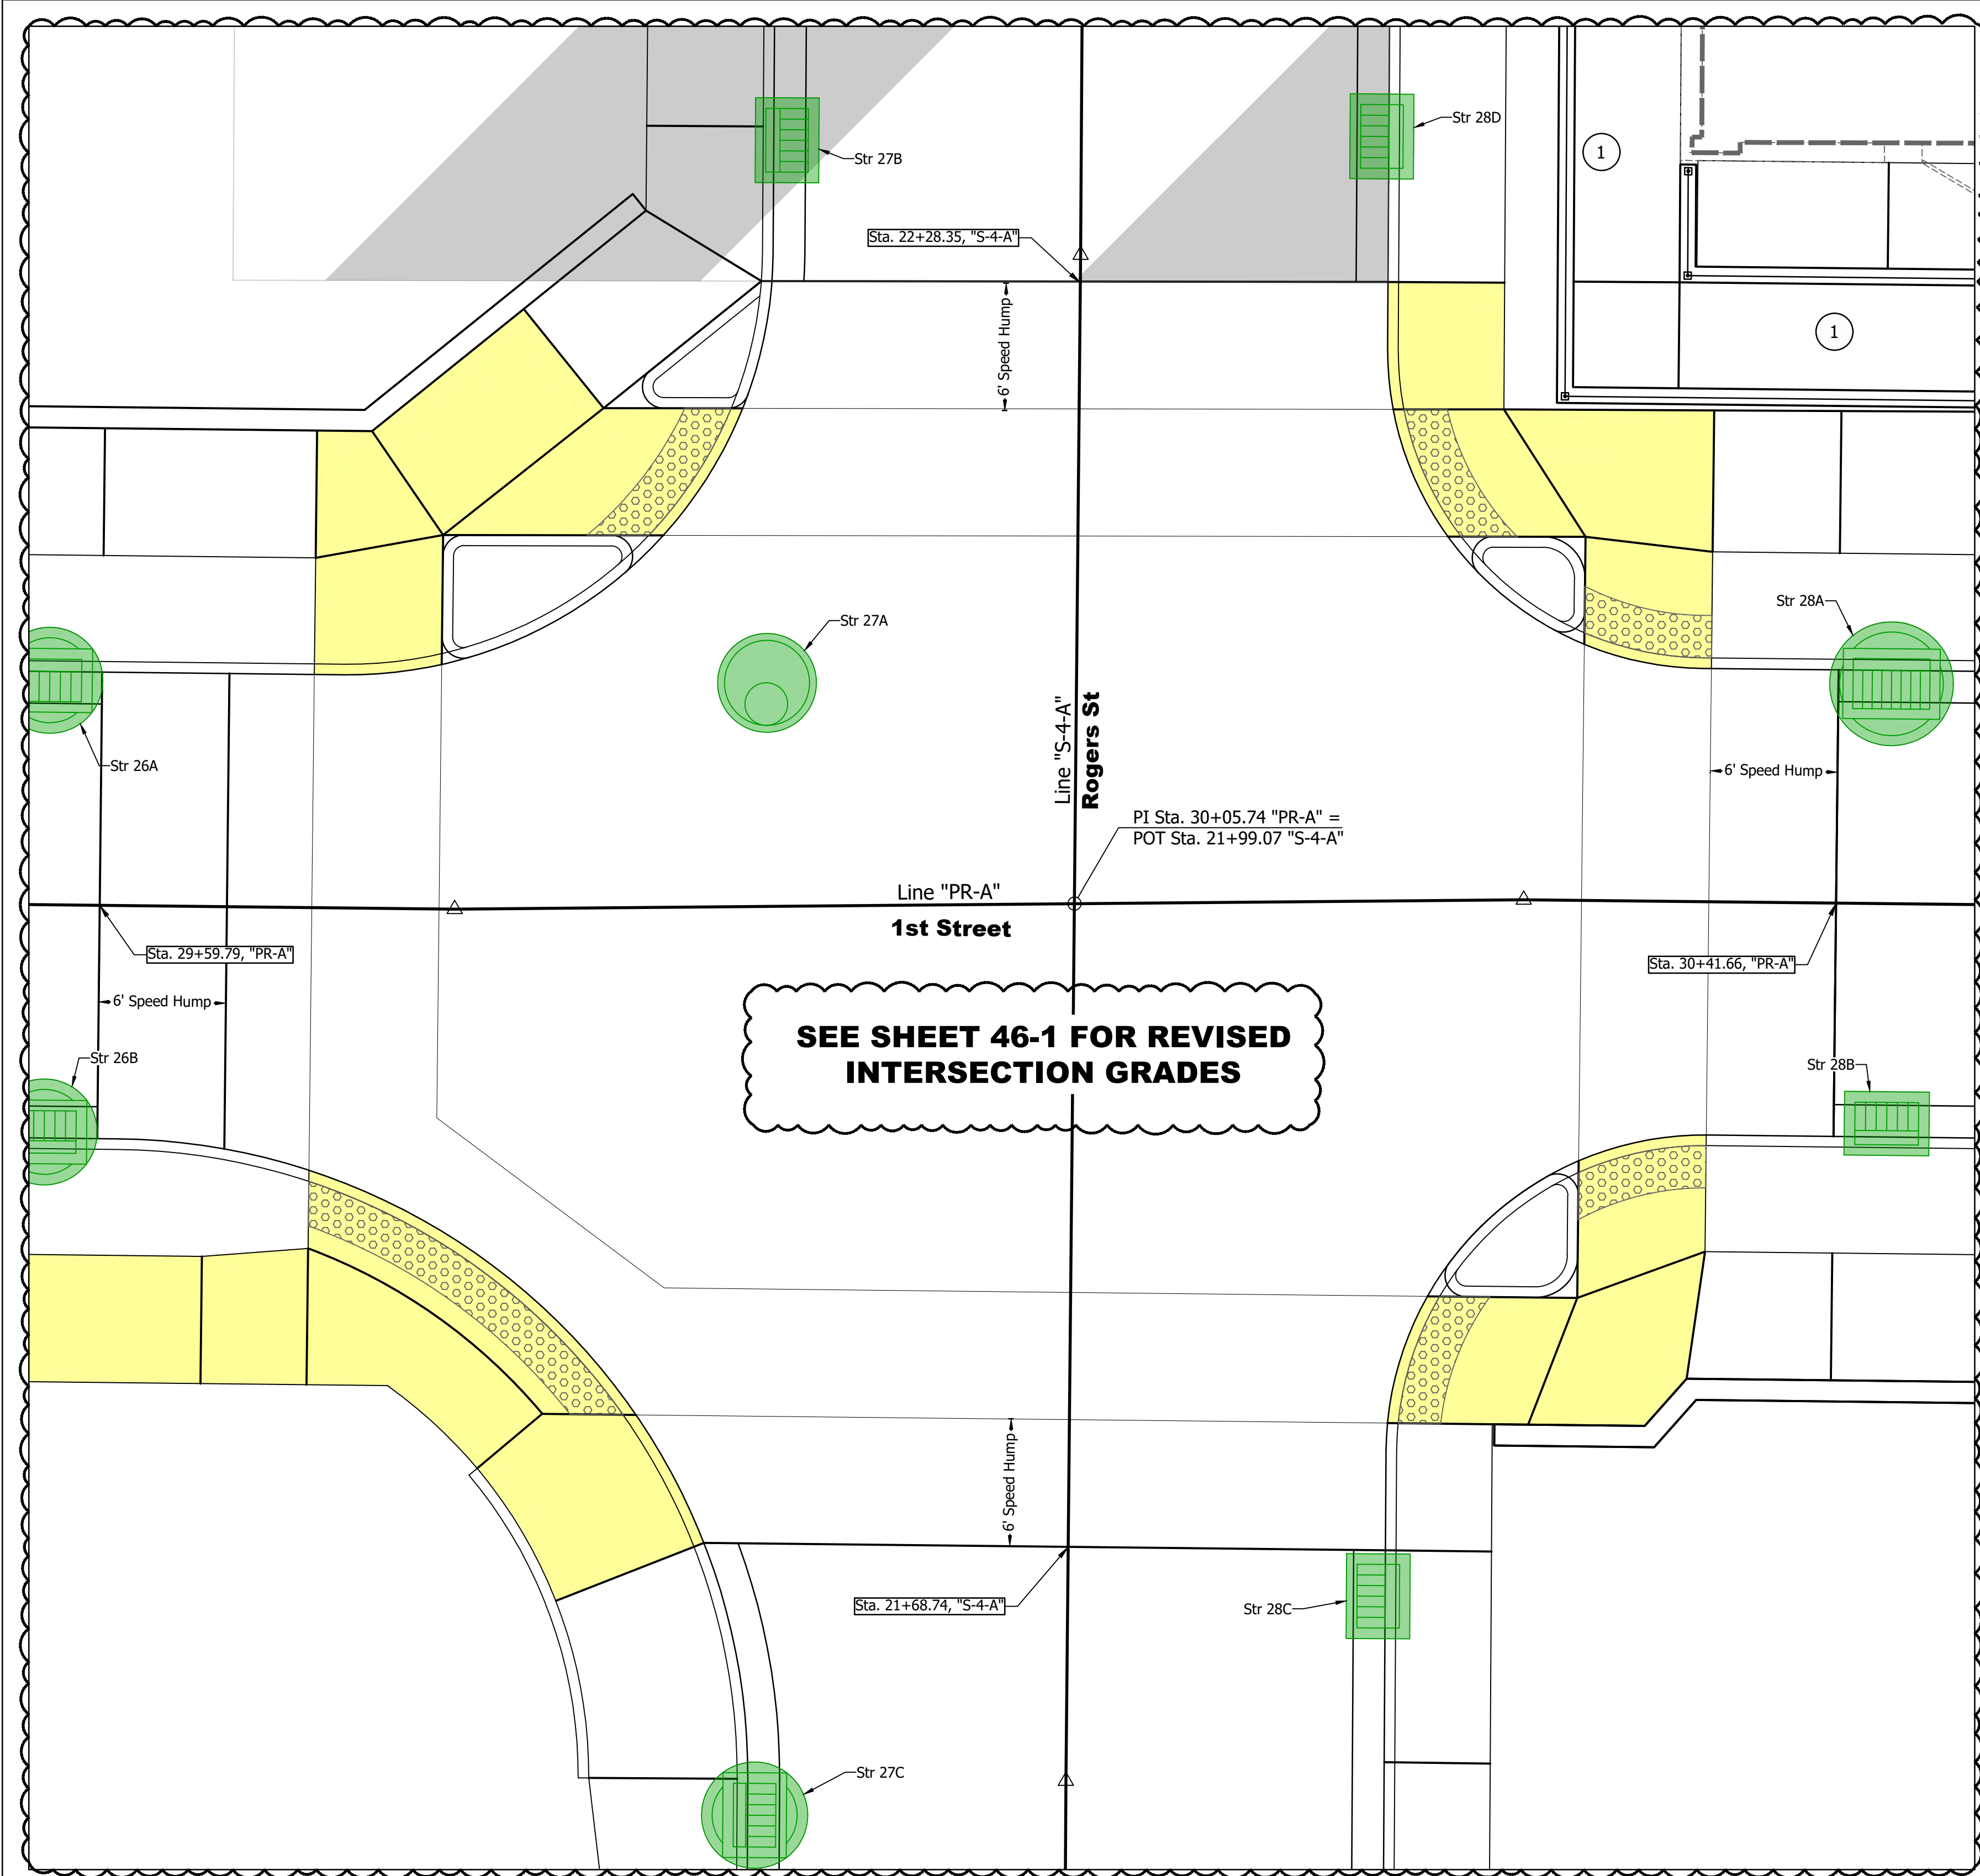 Str 28D
1
Str 27B
Sta. 22+28.35, "S-4-A"
6' Speed Hump
1
Str 28A
Str 27A
Line "S-4-A"
Rogers St
Str 26A
6' Speed Hump
PI Sta. 30+05.74 "PR-A" =
POT Sta. 21+99.07 "S-4-A"
Line "PR-A"
1st Street
Sta. 29+59.79, "PR-A"
Sta. 30+41.66, "PR-A"
6' Speed Hump
SEE SHEET 46-1 FOR REVISED
INTERSECTION GRADES
Str 26B
Str 28B
6' Speed Hump
Sta. 21+68.74, "S-4-A"
Str 28C
Str 27C